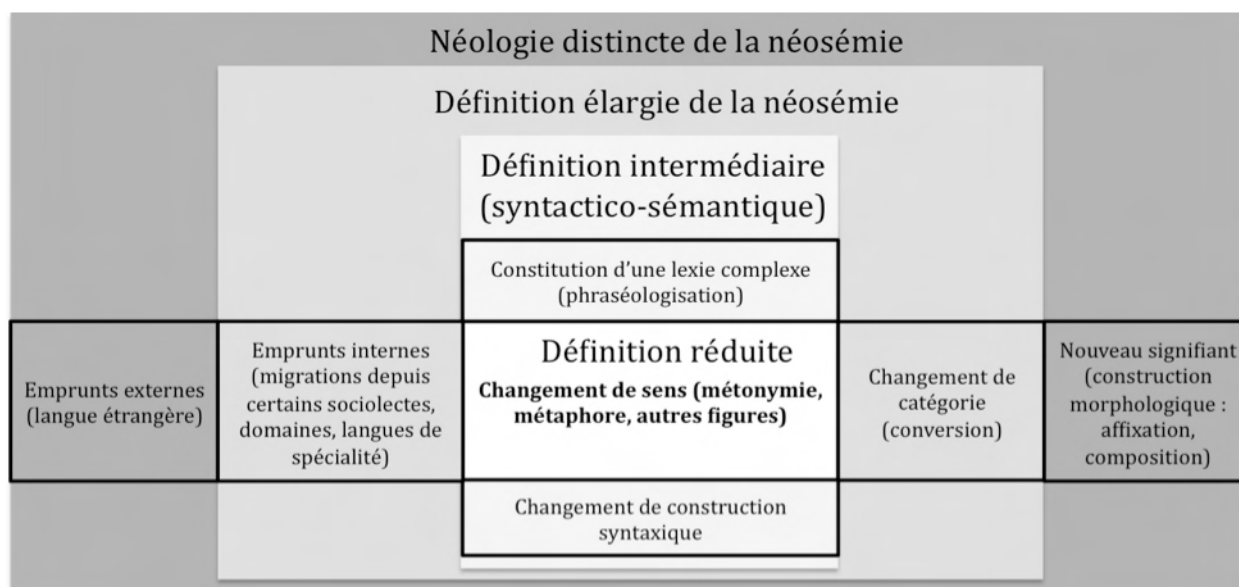 Néologie distincte de la néosémie
Définition élargie de la néosémie
Définition intermédiaire
(syntactico-sémantique)
Constitution d’une lexie complexe
(phraséologisation)
Emprunts externes
(langue étrangère)
Emprunts internes
(migrations depuis
certains sociolectes,
domaines, langues de
spécialité)
Définition réduite
Changement de sens (métonymie,
métaphore, autres figures)
Changement de
catégorie
(conversion)
Nouveau signifiant
(construction
morphologique :
affixation,
composition)
Changement de construction
syntaxique